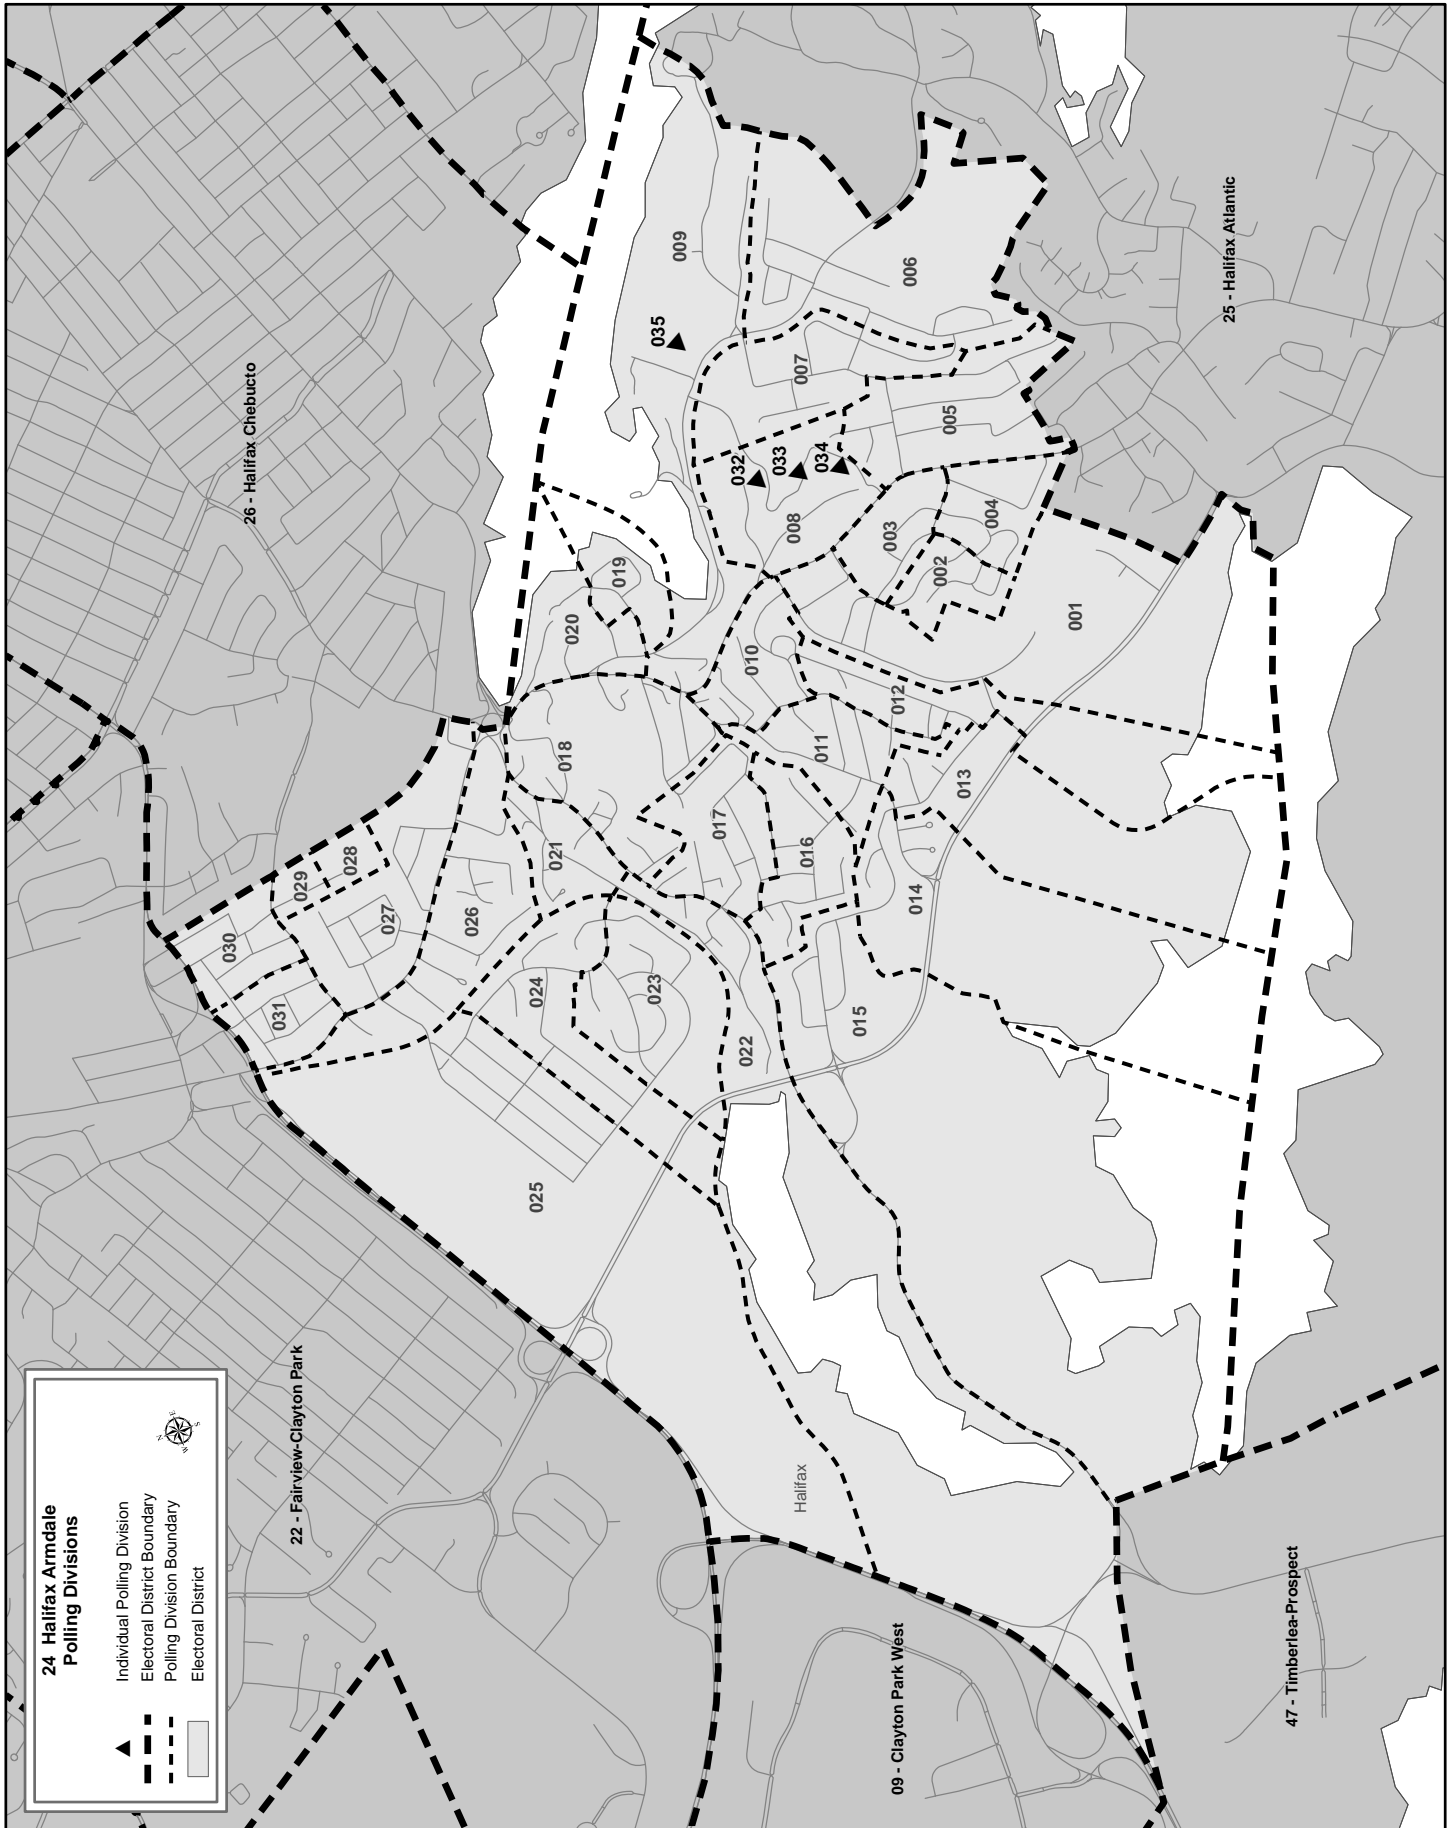 24 Halifax Armdale
Polling Divisions
Individual Polling Division
Electoral District Boundary
Polling Division Boundary
Electoral District
N
E
S
W
22 - Fairview-Clayton Park
26 - Halifax Chebucto
09 - Clayton Park West
47 - Timberlea-Prospect
25 - Halifax Atlantic
Halifax
001
002
003
004
005
006
007
008
009
010
011
012
013
014
015
016
017
018
019
020
021
022
023
024
025
026
027
028
029
030
031
032
033
034
035